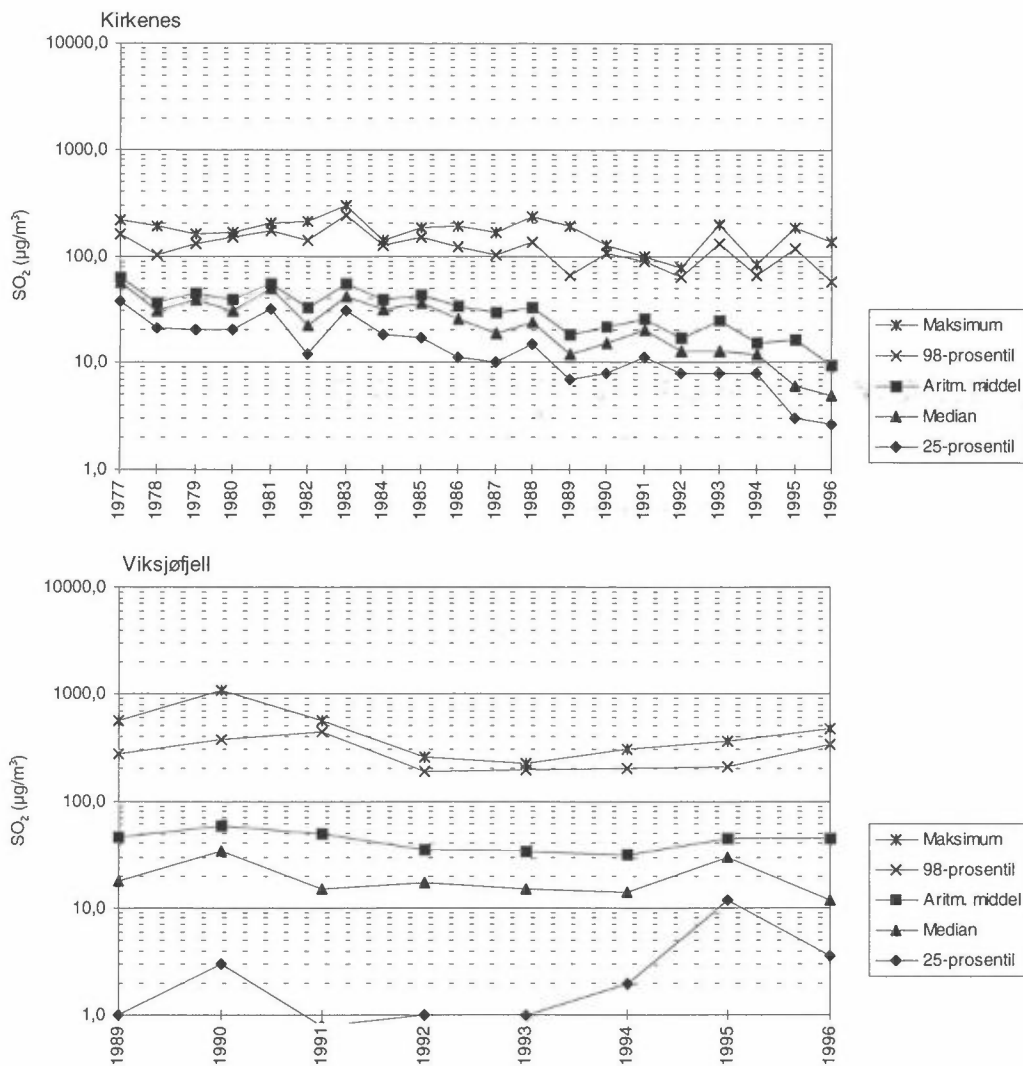 Kirkenes
10000,0
1000,0
100,0
10,0
1,0
SO₂ (µg/m³)
1977 1978 1979 1980 1981 1982 1983 1984 1985 1986 1987 1988 1989 1990 1991 1992 1993 1994 1995 1996
Maksimum
98-prosentil
Aritm. middel
Median
25-prosentil
Viksjøfjell
10000,0
1000,0
100,0
10,0
1,0
SO₂ (µg/m³)
1989 1990 1991 1992 1993 1994 1995 1996
Maksimum
98-prosentil
Aritm. middel
Median
25-prosentil